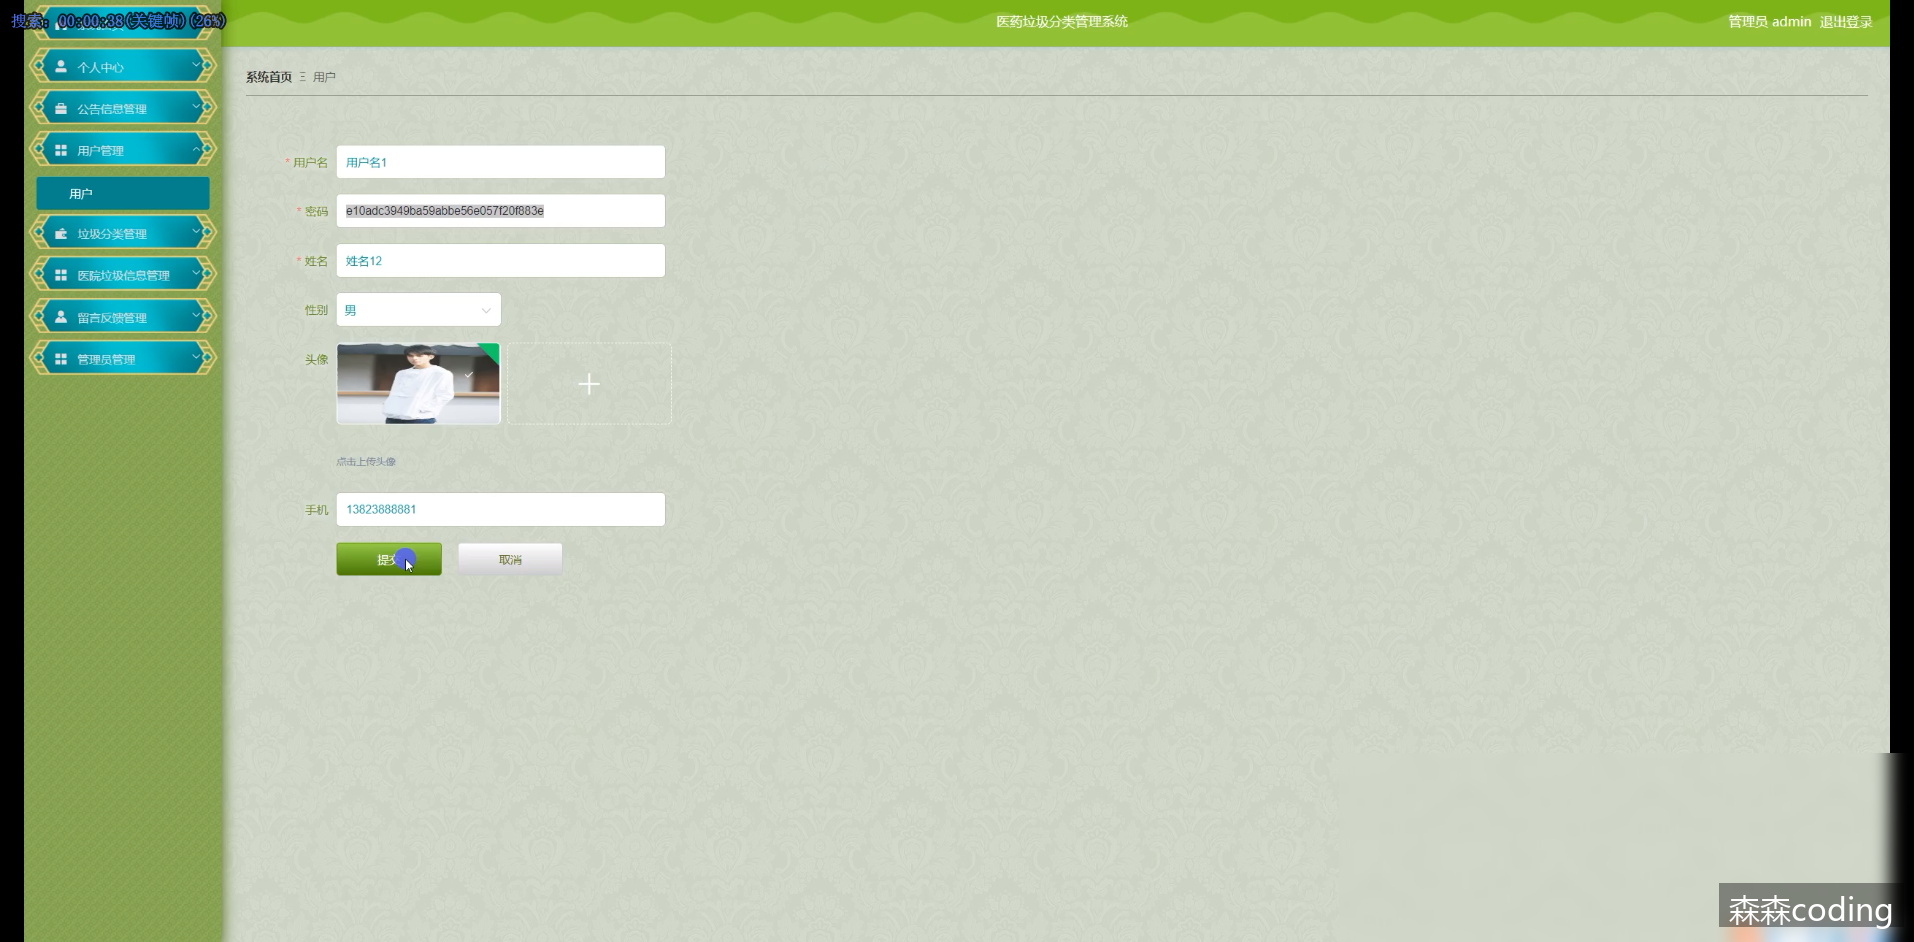 搜索：00:00:38(关键帧)(26%)
医药垃圾分类管理系统
管理员 admin 退出登录
个人中心
公告信息管理
用户管理
用户
垃圾分类管理
医院垃圾信息管理
留言反馈管理
管理员管理
系统首页 Ξ 用户
* 用户名 用户名1
* 密码 e10adc3949ba59abbe56e057f20f883e
* 姓名 姓名12
性别 男
头像
点击上传头像
手机 13823888881
提交 取消
森森coding